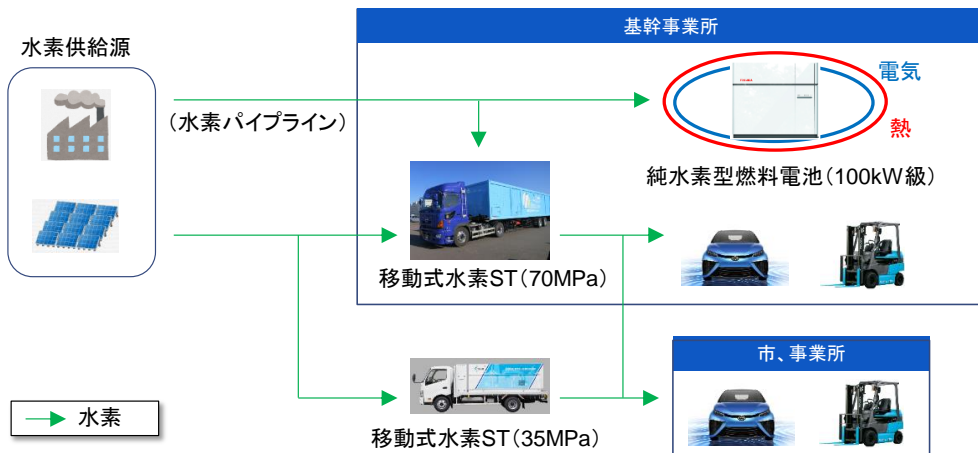 基幹事業所
水素供給源
電気
(水素パイプライン)
熱
純水素型燃料電池(100kW級)
移動式水素ST(70MPa)
市、事業所
水素
移動式水素ST(35MPa)